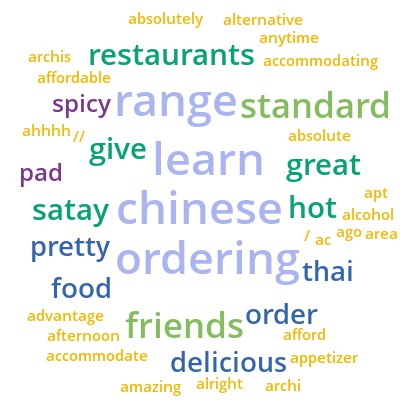 absolutely alternative
anytime
archis restaurants accommodating
affordable
spicy range standard
ahhhh // give absolute
learn great
pad apt
satay chinese hot alcohol
pretty ordering / ac ago area
thai
food
advantage friends order
afternoon afford
accommodate delicious appetizer
amazing alright archi